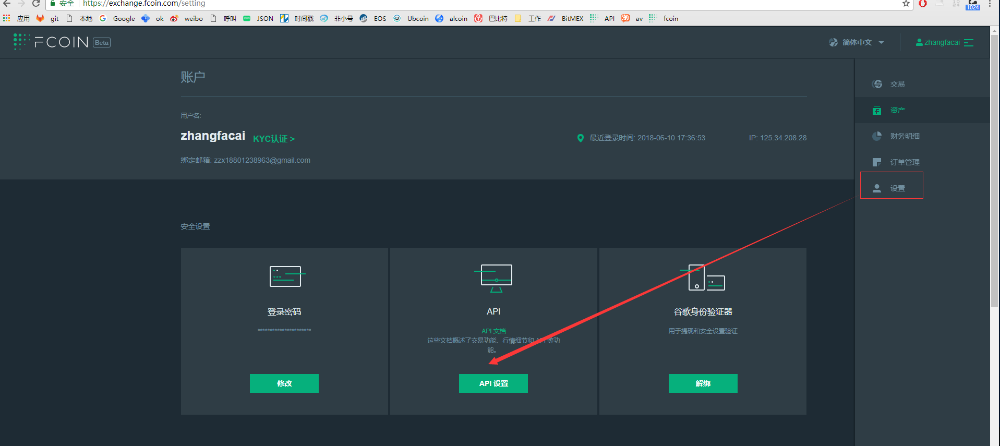 安全 https://exchange.fcoin.com/setting
1024
应用 git 本地 Google ok weibo 呼叫 JSON 时间戳 非小号 EOS Ubcoin alcoin 巴比特 工作 BitMEX API av fcoin
FCOIN Beta 简体中文 zhangfacai
账户
交易
资产
用户名:
zhangfacai KYC认证 >
最近登录时间: 2018-06-10 17:36:53 IP: 125.34.208.28
财务明细
绑定邮箱: zzx18801238963@gmail.com
订单管理
设置
安全设置
登录密码
**********************
修改
API
API 文档
这些文档概述了交易功能、行情细节和 API 等功
能。
API 设置
谷歌身份验证器
用于提现和安全设置验证
解绑